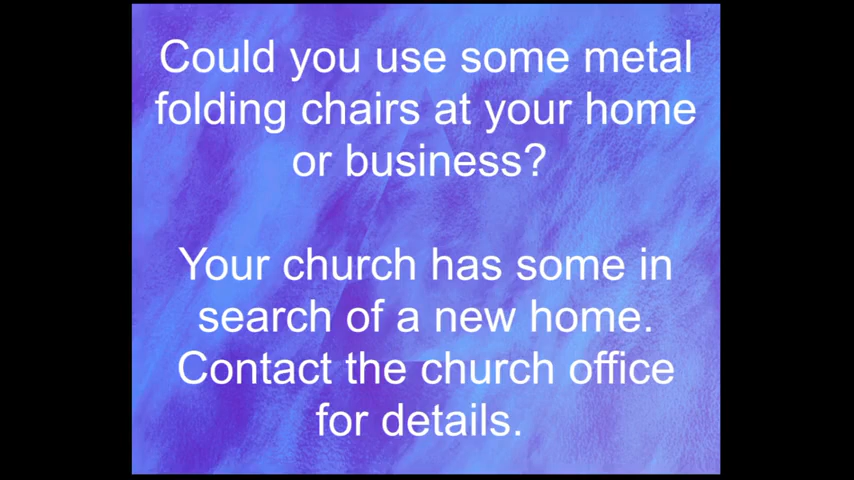 Could you use some metal
folding chairs at your home
or business?
Your church has some in
search of a new home.
Contact the church office
for details.